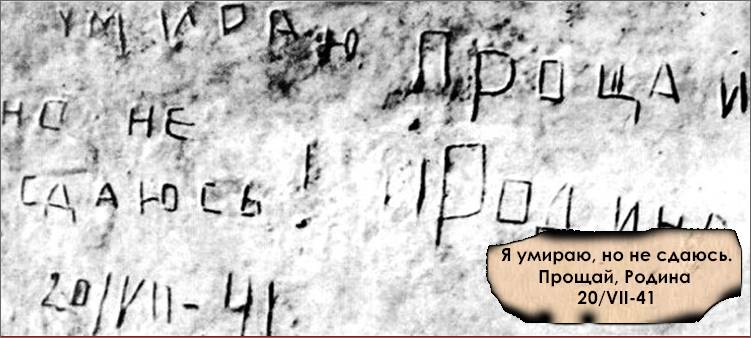 УМИРАЮ
НО НЕ
СДАЮСЬ!
20/VII-41
ПРОЩАЙ
РОДИНА
Я умираю, но не сдаюсь.
Прощай, Родина
20/VII-41